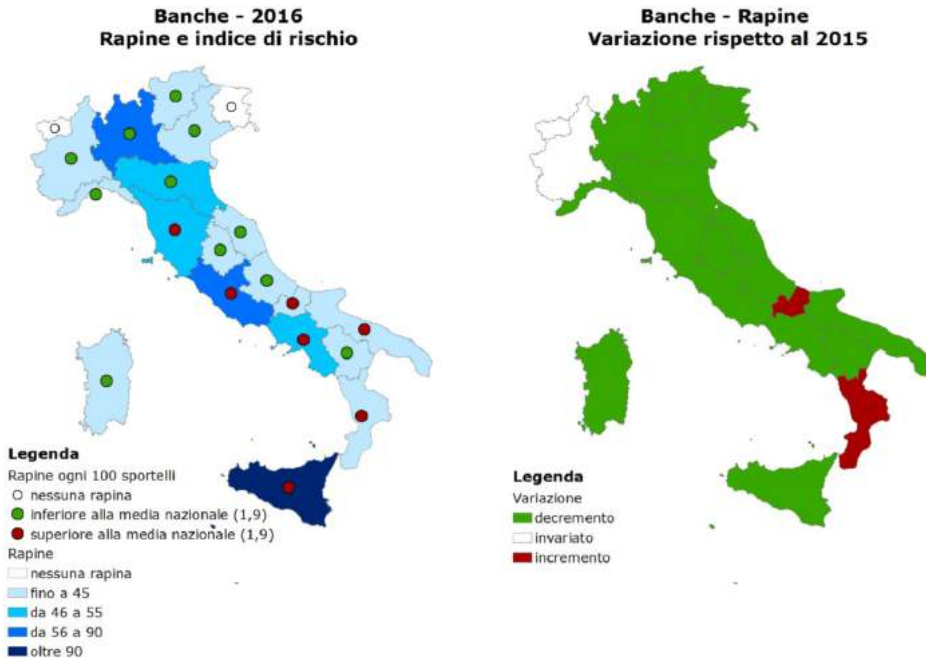 Banche - 2016
Rapine e indice di rischio
Legenda
Rapine ogni 100 sportelli
nessuna rapina
inferiore alla media nazionale (1,9)
superiore alla media nazionale (1,9)
Rapine
nessuna rapina
fino a 45
da 46 a 55
da 56 a 90
oltre 90
Banche - Rapine
Variazione rispetto al 2015
Legenda
Variazione
decremento
invariato
incremento